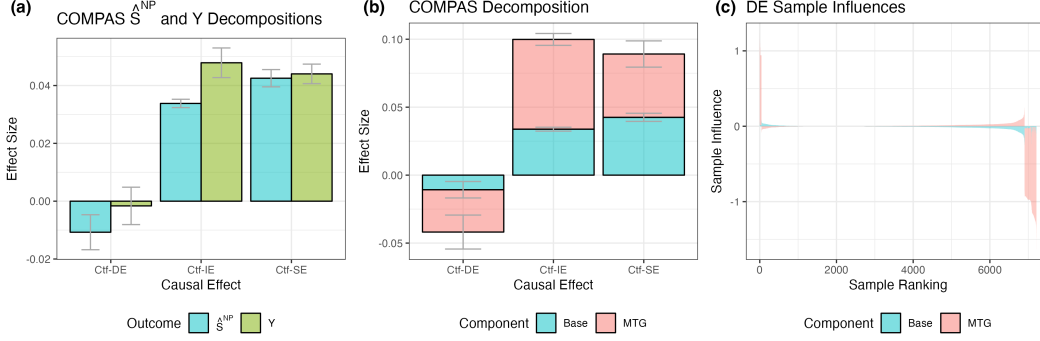 (a)
COMPAS Ŝ^NP and Y Decompositions
Effect Size
0.04
0.02
0.00
-0.02
Ctf-DE Ctf-IE Ctf-SE
Causal Effect
Outcome Ŝ^NP Y
(b)
COMPAS Decomposition
Effect Size
0.10
0.05
0.00
-0.05
Ctf-DE Ctf-IE Ctf-SE
Causal Effect
Component Base MTG
(c)
DE Sample Influences
Sample Influence
1
0
-1
0 2000 4000 6000
Sample Ranking
Component Base MTG